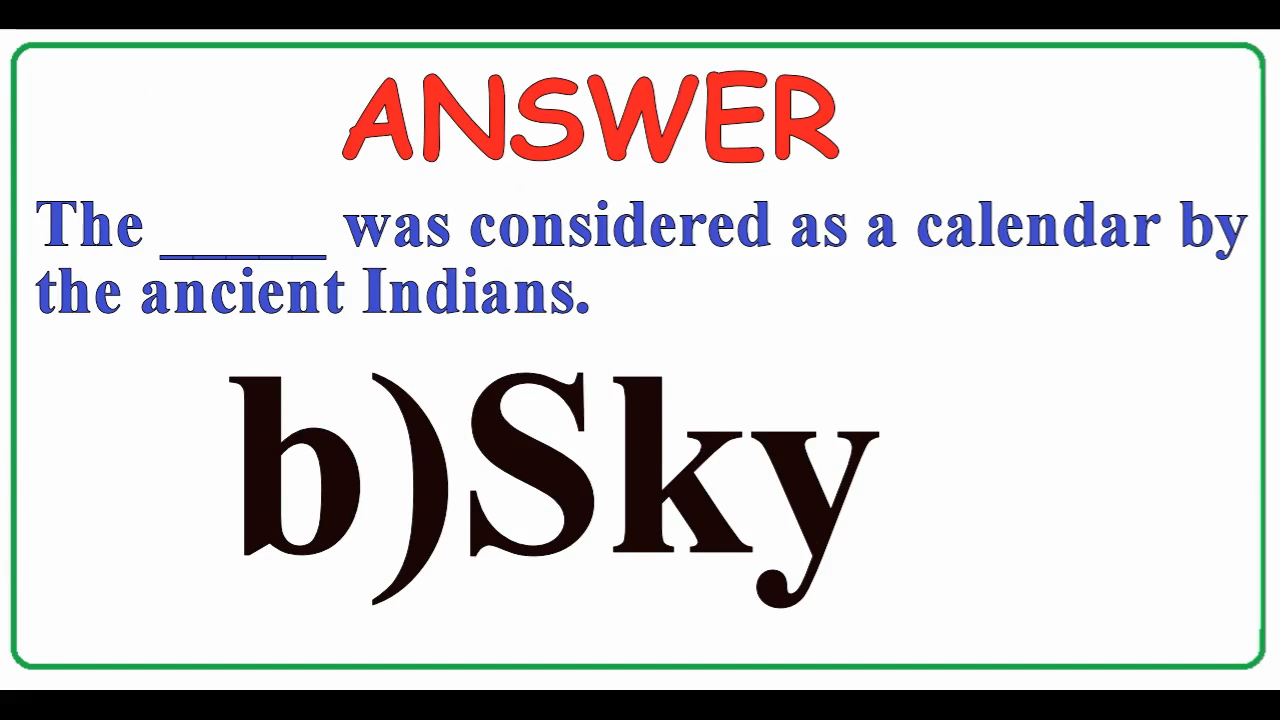 ANSWER
The _____ was considered as a calendar by
the ancient Indians.
b)Sky